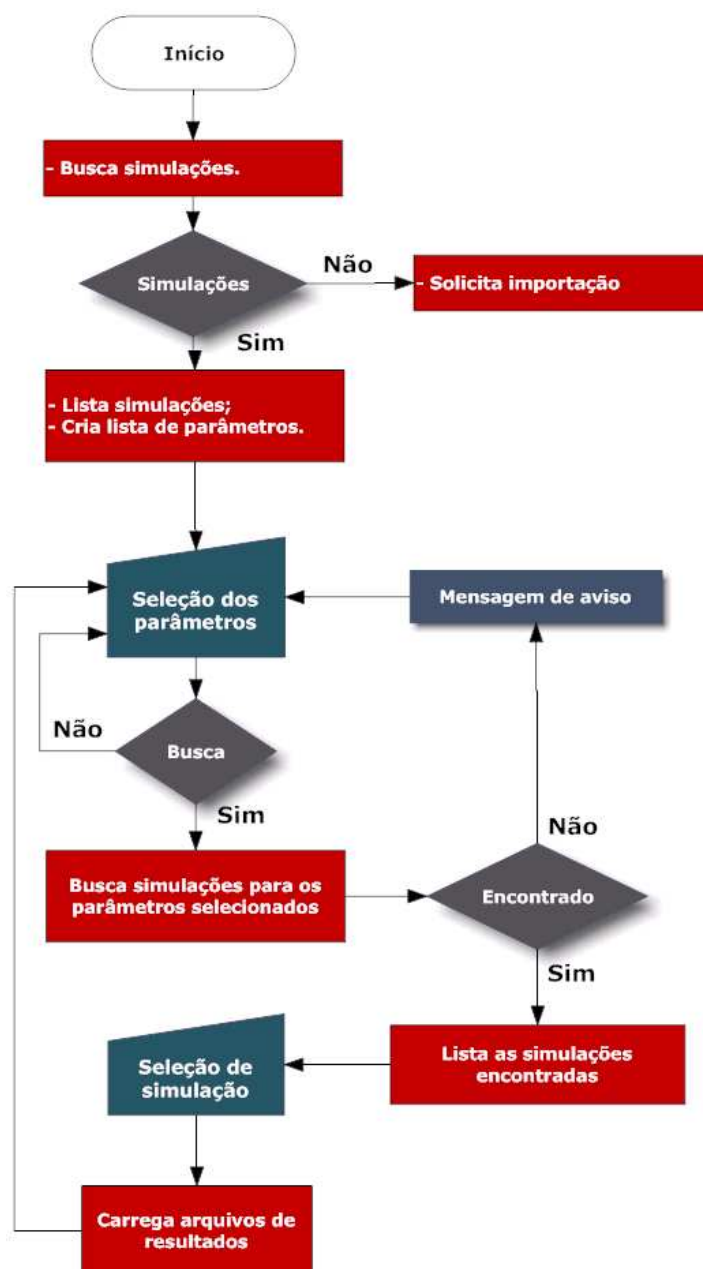 Início
- Busca simulações.
Simulações
Não
- Solicita importação
Sim
- Lista simulações;
- Cria lista de parâmetros.
Seleção dos
parâmetros
Mensagem de aviso
Não
Busca
Sim
Não
Busca simulações para os
parâmetros selecionados
Encontrado
Sim
Lista as simulações
encontradas
Seleção de
simulação
Carrega arquivos de
resultados